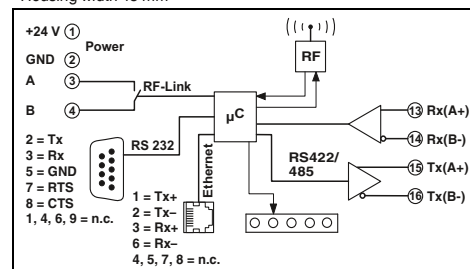 Housing width 45 mm
+24 V 1
Power
GND 2
A 3
RF-Link
B 4
RF
µC
13 Rx(A+)
14 Rx(B-)
15 Tx(A+)
16 Tx(B-)
RS422/
485
RS 232
2 = Tx
3 = Rx
5 = GND
7 = RTS
8 = CTS
1, 4, 6, 9 = n.c.
Ethernet
1 = Tx+
2 = Tx–
3 = Rx+
6 = Rx–
4, 5, 7, 8 = n.c.